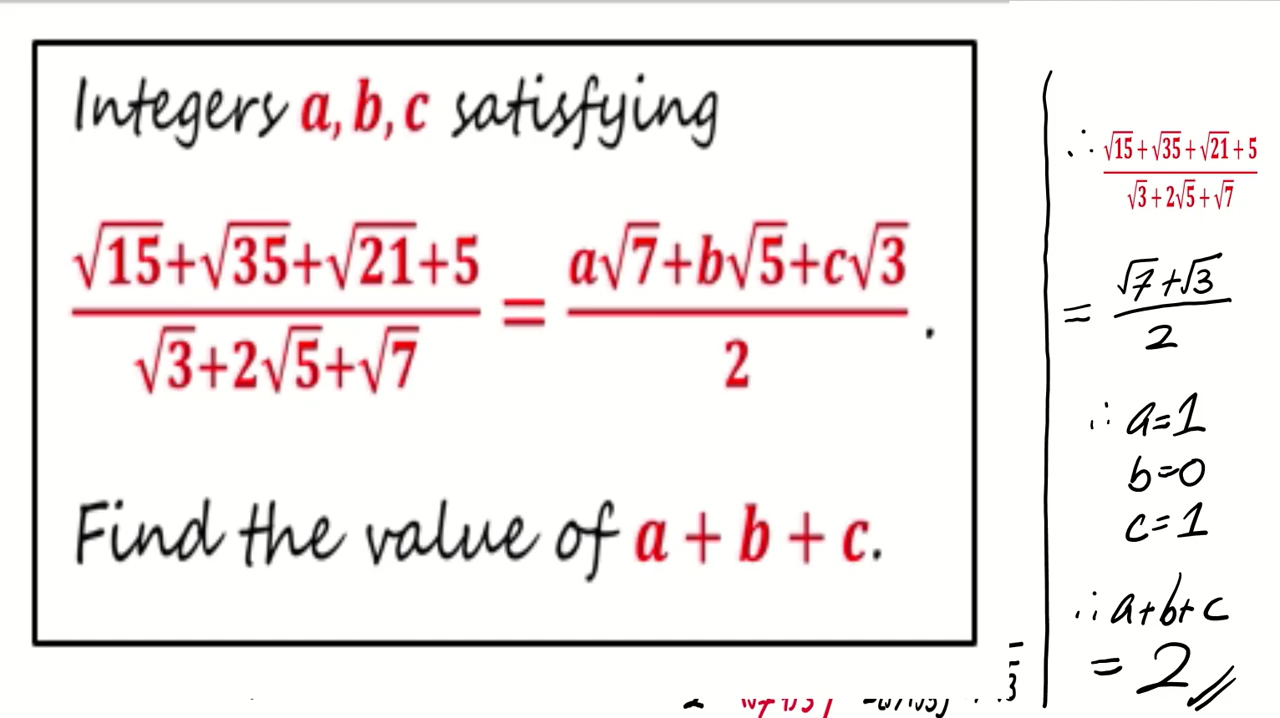 Integers a, b, c satisfying
√15+√35+√21+5
√3+2√5+√7
=
a√7+b√5+c√3
2
.
Find the value of a + b + c.
∴ √15+√35+√21+5
√3+2√5+√7
= √7+√3
2
∴ a=1
b=0
c=1
∴ a+b+c
= 2